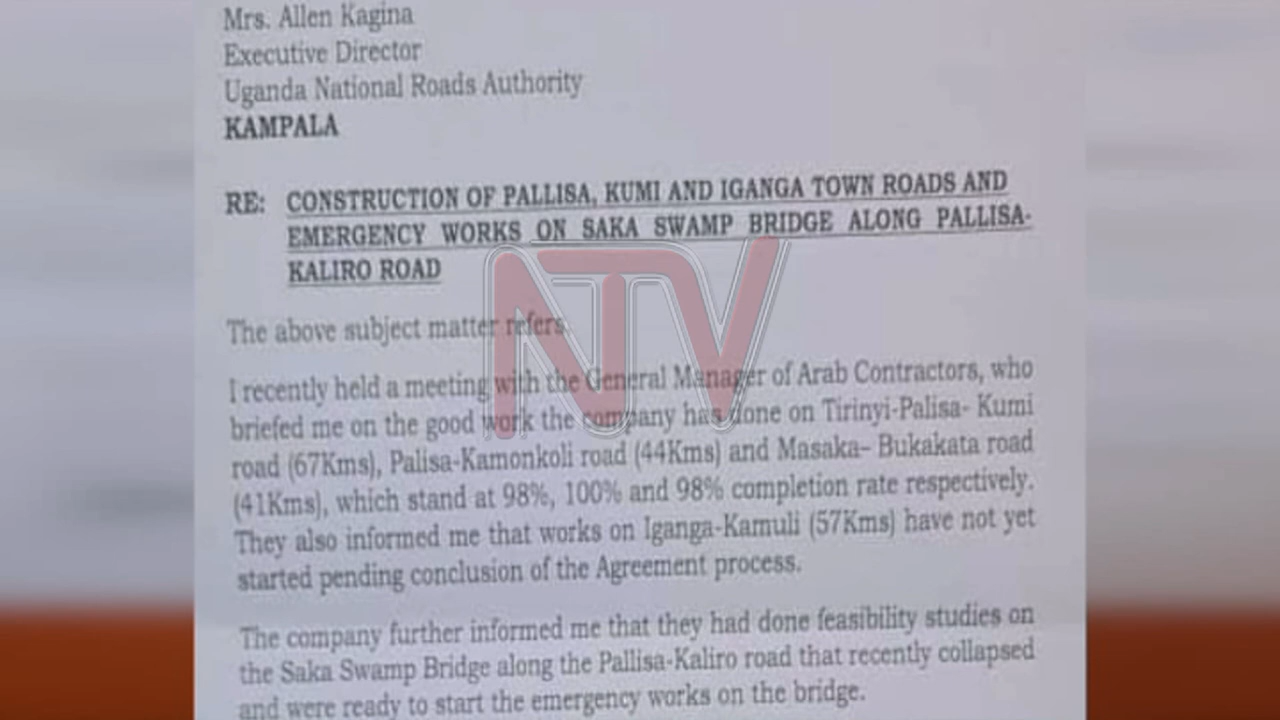 Mrs. Allen Kagina
Executive Director
Uganda National Roads Authority
KAMPALA
RE: CONSTRUCTION OF PALLISA, KUMI AND IGANGA TOWN ROADS AND
EMERGENCY WORKS ON SAKA SWAMP BRIDGE ALONG PALLISA-
KALIRO ROAD
NTV
The above subject matter refers.
I recently held a meeting with the General Manager of Arab Contractors, who
briefed me on the good work the company has done on Tirinyi-Palisa- Kumi
road (67Kms), Palisa-Kamonkoli road (44Kms) and Masaka– Bukakata road
(41Kms), which stand at 98%, 100% and 98% completion rate respectively.
They also informed me that works on Iganga-Kamuli (57Kms) have not yet
started pending conclusion of the Agreement process.
The company further informed me that they had done feasibility studies on
the Saka Swamp Bridge along the Pallisa-Kaliro road that recently collapsed
and were ready to start the emergency works on the bridge.